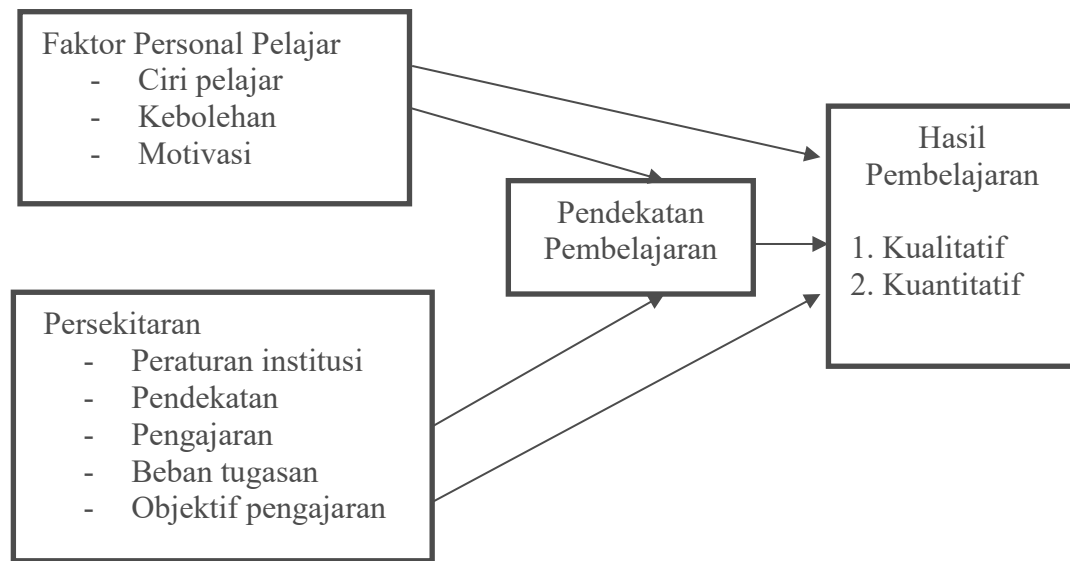 Faktor Personal Pelajar
- Ciri pelajar
- Kebolehan
- Motivasi
Persekitaran
- Peraturan institusi
- Pendekatan
- Pengajaran
- Beban tugasan
- Objektif pengajaran
Pendekatan
Pembelajaran
Hasil
Pembelajaran
1. Kualitatif
2. Kuantitatif